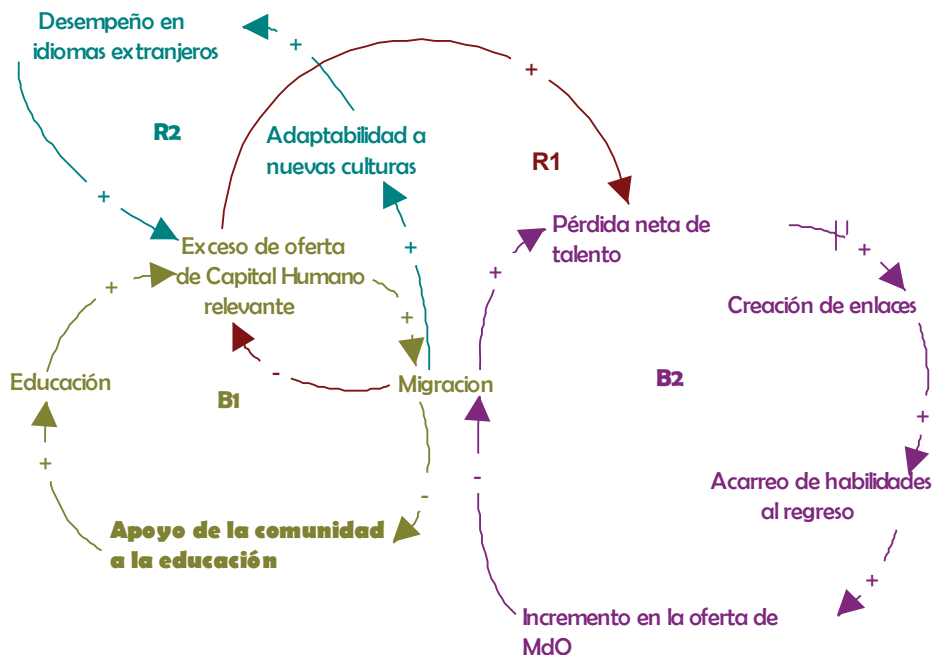 Desempeño en
idiomas extranjeros
+
+
R2
Adaptabilidad a
nuevas culturas
R1
+
Pérdida neta de
talento
+
Exceso de oferta
de Capital Humano
relevante
+
+
+
+
Creación de enlaces
Educación
-
Migracion
B1
B2
+
+
-
-
Acarreo de habilidades
al regreso
Apoyo de la comunidad
a la educación
+
Incremento en la oferta de
MdO